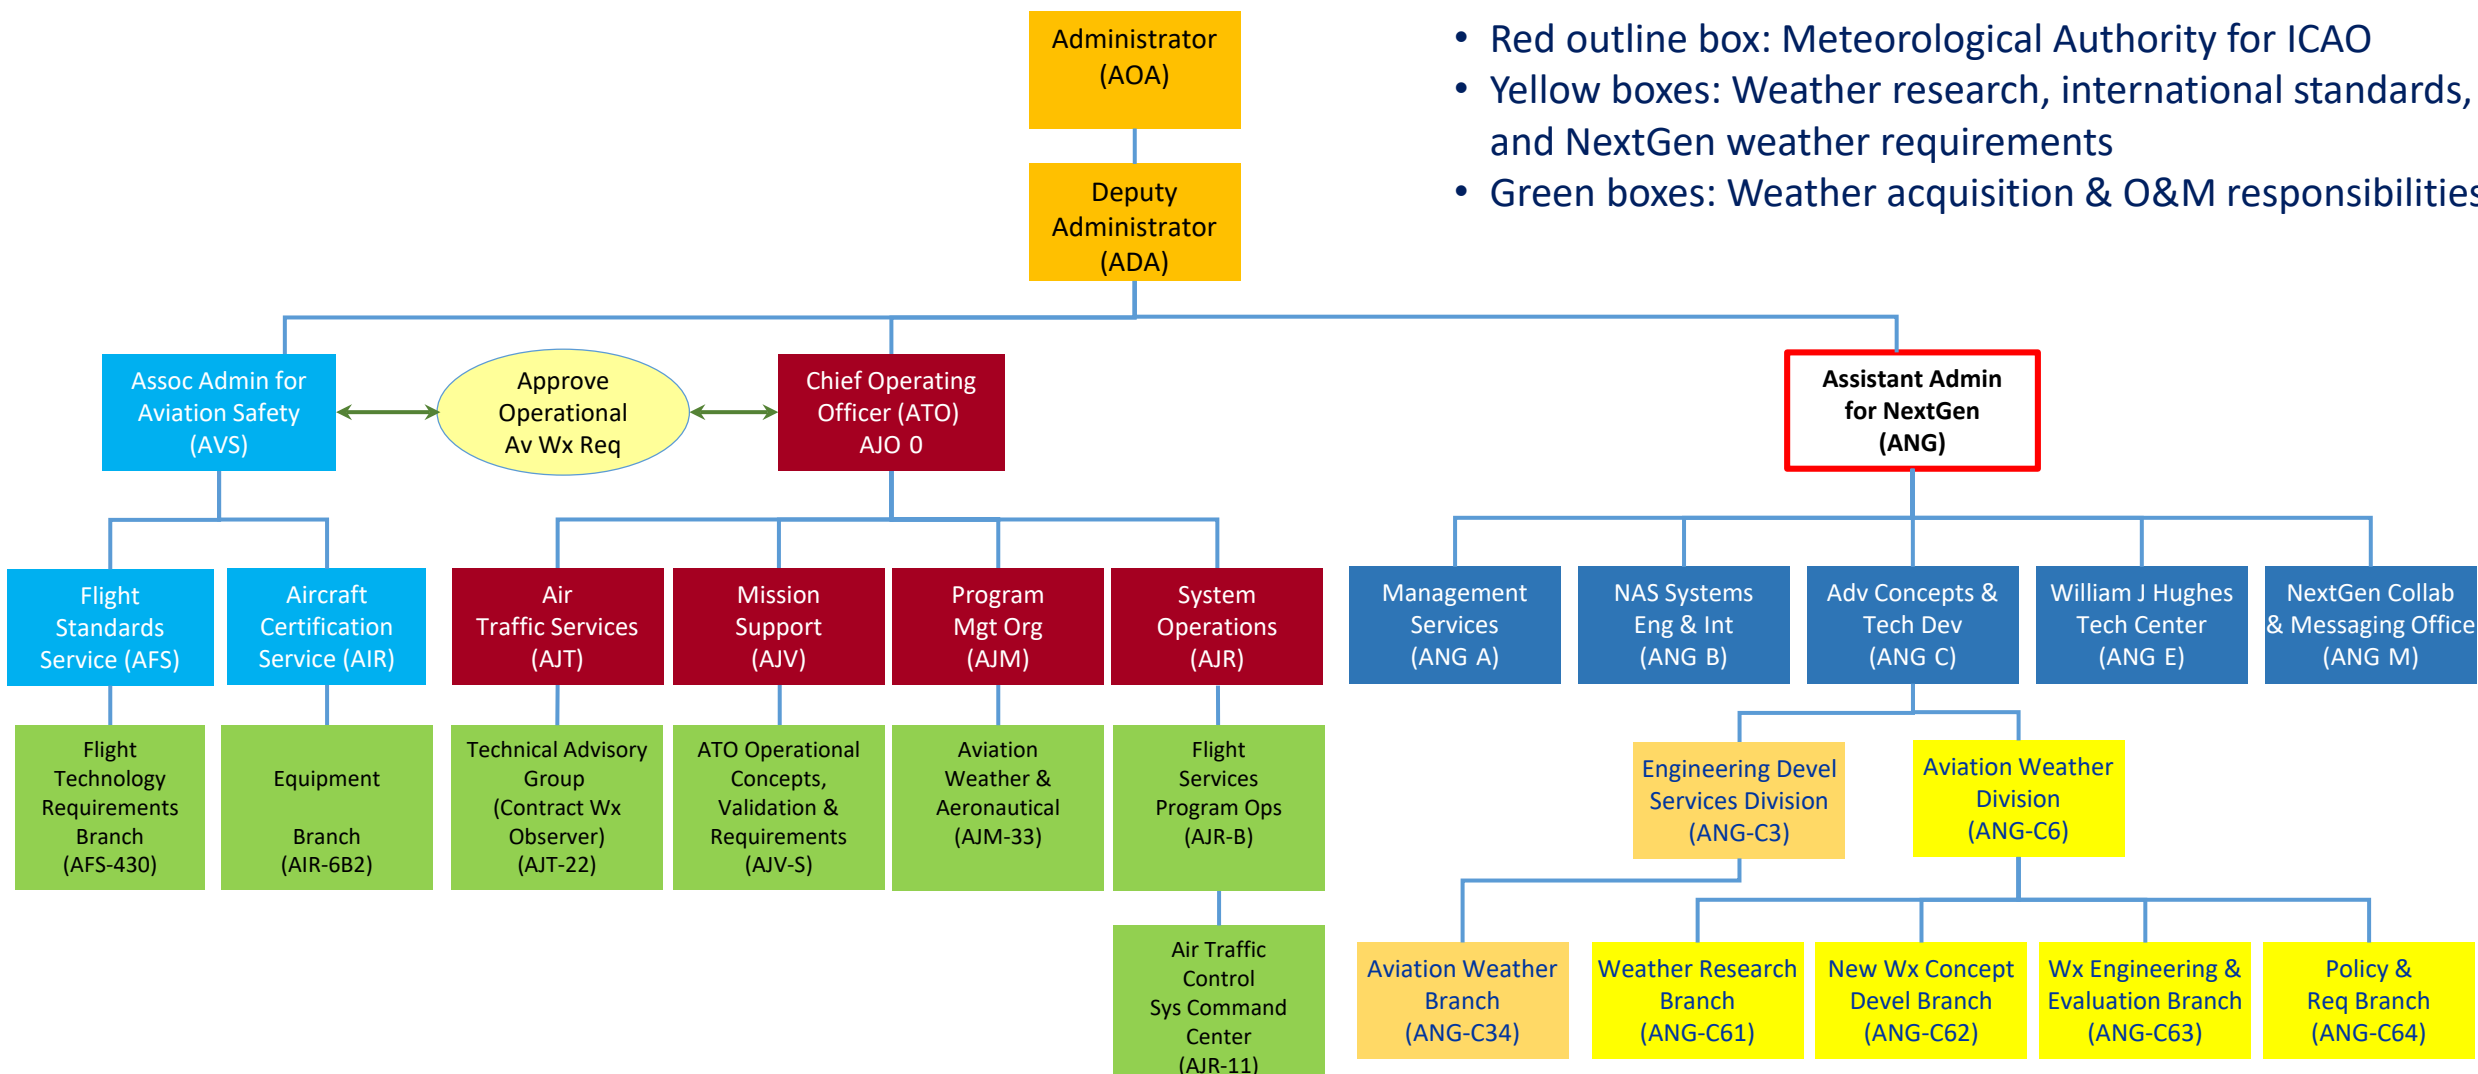 Administrator
(AOA)
• Red outline box: Meteorological Authority for ICAO
• Yellow boxes: Weather research, international standards,
and NextGen weather requirements
• Green boxes: Weather acquisition & O&M responsibilities
Deputy
Administrator
(ADA)
Assoc Admin for
Aviation Safety
(AVS)
Approve
Operational
Av Wx Req
Chief Operating
Officer (ATO)
AJO 0
Assistant Admin
for NextGen
(ANG)
Flight
Standards
Service (AFS)
Aircraft
Certification
Service (AIR)
Air
Traffic Services
(AJT)
Mission
Support
(AJV)
Program
Mgt Org
(AJM)
System
Operations
(AJR)
Management
Services
(ANG A)
NAS Systems
Eng & Int
(ANG B)
Adv Concepts &
Tech Dev
(ANG C)
William J Hughes
Tech Center
(ANG E)
NextGen Collab
& Messaging Office
(ANG M)
Flight
Technology
Requirements
Branch
(AFS-430)
Equipment
Branch
(AIR-6B2)
Technical Advisory
Group
(Contract Wx
Observer)
(AJT-22)
ATO Operational
Concepts,
Validation &
Requirements
(AJV-S)
Aviation
Weather &
Aeronautical
(AJM-33)
Flight
Services
Program Ops
(AJR-B)
Engineering Devel
Services Division
(ANG-C3)
Aviation Weather
Division
(ANG-C6)
Air Traffic
Control
Sys Command
Center
(AJR-11)
Aviation Weather
Branch
(ANG-C34)
Weather Research
Branch
(ANG-C61)
New Wx Concept
Devel Branch
(ANG-C62)
Wx Engineering &
Evaluation Branch
(ANG-C63)
Policy &
Req Branch
(ANG-C64)